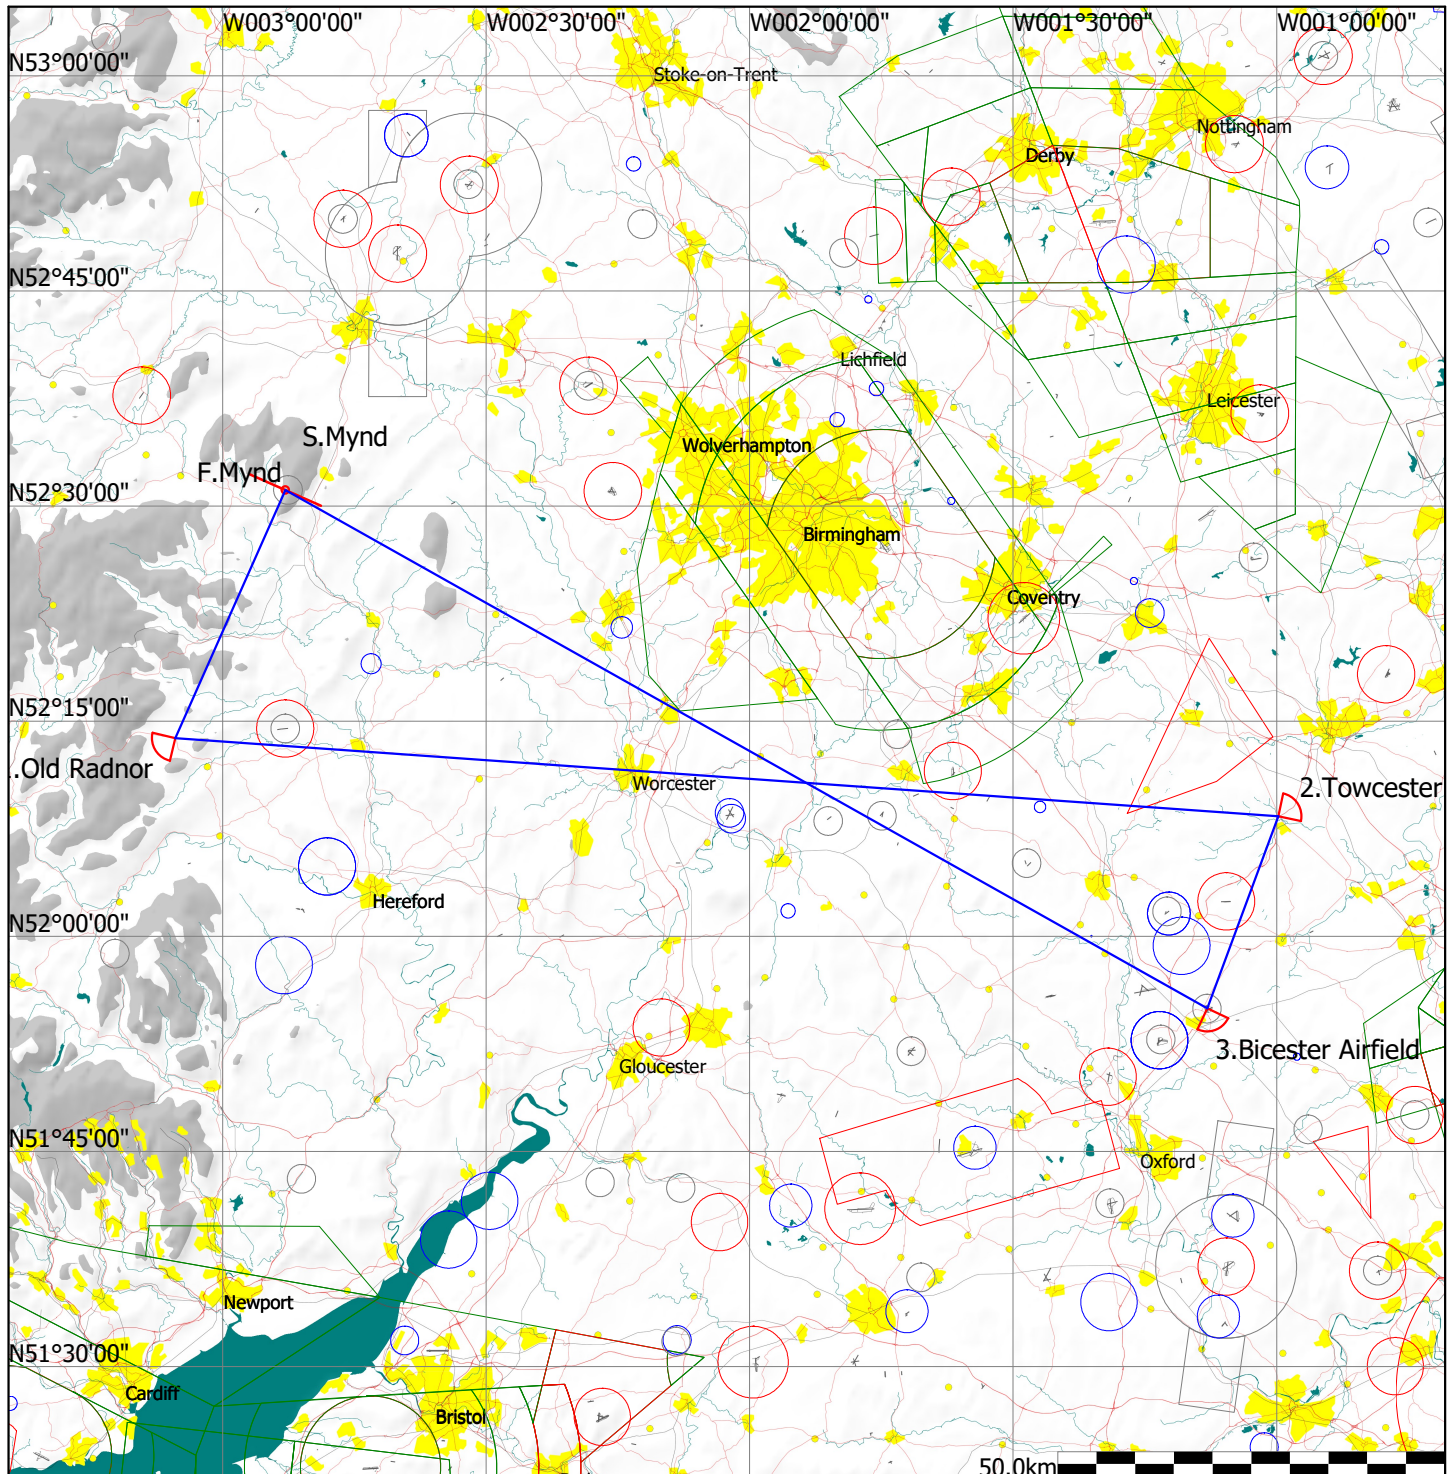 W003°00'00"
W002°30'00"
W002°00'00"
W001°30'00"
W001°00'00"
N53°00'00"
Stoke-on-Trent
Nottingham
Derby
N52°45'00"
Lichfield
Leicester
S.Mynd
Wolverhampton
F.Mynd
N52°30'00"
Birmingham
Coventry
N52°15'00"
.Old Radnor
Worcester
2.Towcester
Hereford
N52°00'00"
3.Bicester Airfield
Gloucester
N51°45'00"
Oxford
Newport
N51°30'00"
Cardiff
Bristol
50.0km